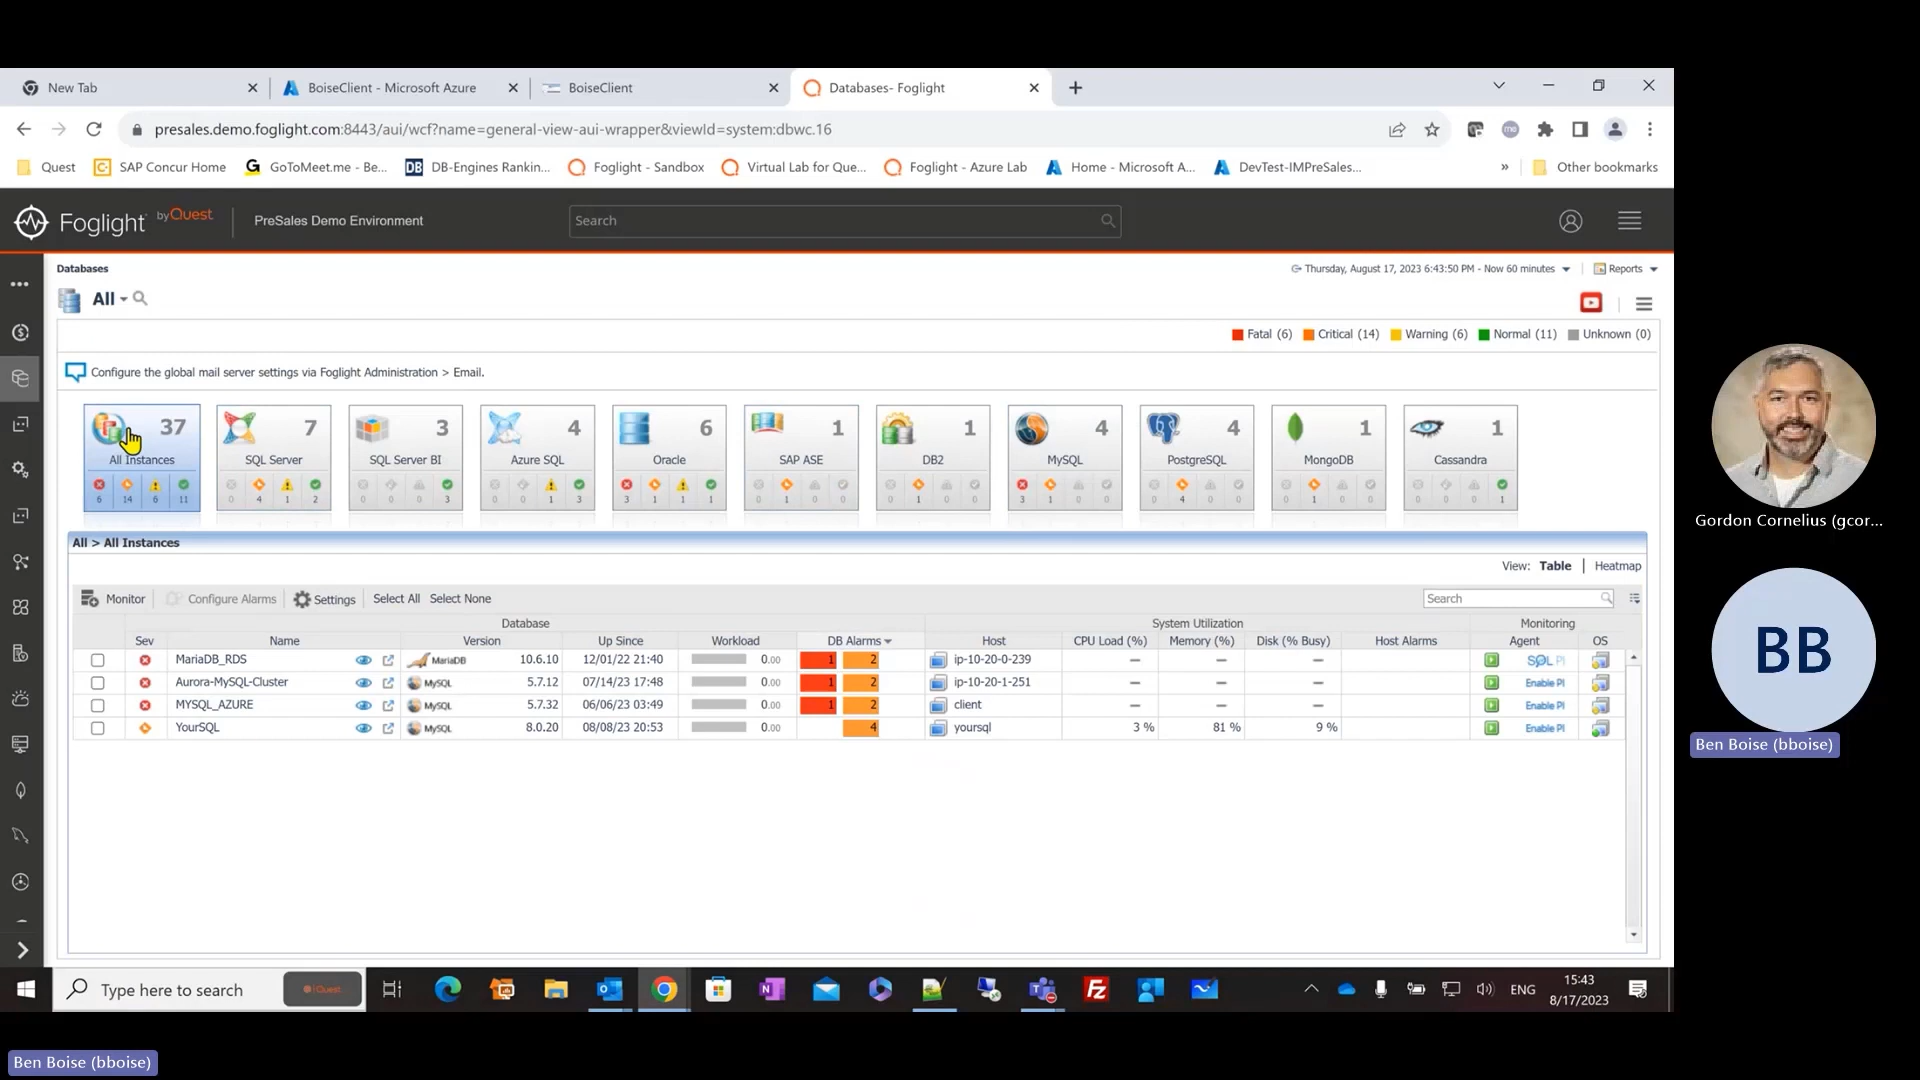 New Tab
BoiseClient - Microsoft Azure
BoiseClient
Databases- Foglight
presales.demo.foglight.com:8443/aui/wcf?name=general-view-aui-wrapper&viewId=system:dbwc.16
Quest
SAP Concur Home
GoToMeet.me - Be...
DB-Engines Rankin...
Foglight - Sandbox
Virtual Lab for Que...
Foglight - Azure Lab
Home - Microsoft A...
DevTest-IMPreSales...
Other bookmarks
Foglight by Quest
PreSales Demo Environment
Search
Databases
Thursday, August 17, 2023 6:43:50 PM - Now 60 minutes
Reports
All
Fatal (6) Critical (14) Warning (6) Normal (11) Unknown (0)
Configure the global mail server settings via Foglight Administration > Email.
37 All Instances 6 14 6 11
7 SQL Server 0 4 1 2
3 SQL Server BI 0 0 0 3
4 Azure SQL 0 0 1 3
6 Oracle 3 1 1 1
1 SAP ASE 0 1 0 0
1 DB2 0 1 0 0
4 MySQL 3 1 0 0
4 PostgreSQL 0 4 0 0
1 MongoDB 0 1 0 0
1 Cassandra 0 0 0 1
All > All Instances
View: Table | Heatmap
Monitor Configure Alarms Settings Select All Select None Search
Database System Utilization Monitoring
Sev Name Version Up Since Workload DB Alarms Host CPU Load (%) Memory (%) Disk (% Busy) Host Alarms Agent OS
MariaDB_RDS MariaDB 10.6.10 12/01/22 21:40 0.00 1 2 ip-10-20-0-239 — — — SQL PI
Aurora-MySQL-Cluster MySQL 5.7.12 07/14/23 17:48 0.00 1 2 ip-10-20-1-251 — — — Enable PI
MYSQL_AZURE MySQL 5.7.32 06/06/23 03:49 0.00 1 2 client — — — Enable PI
YourSQL MySQL 8.0.20 08/08/23 20:53 0.00 4 yoursql 3 % 81 % 9 % Enable PI
Type here to search
Quest
ENG
15:43
8/17/2023
Gordon Cornelius (gcor...
BB
Ben Boise (bboise)
Ben Boise (bboise)